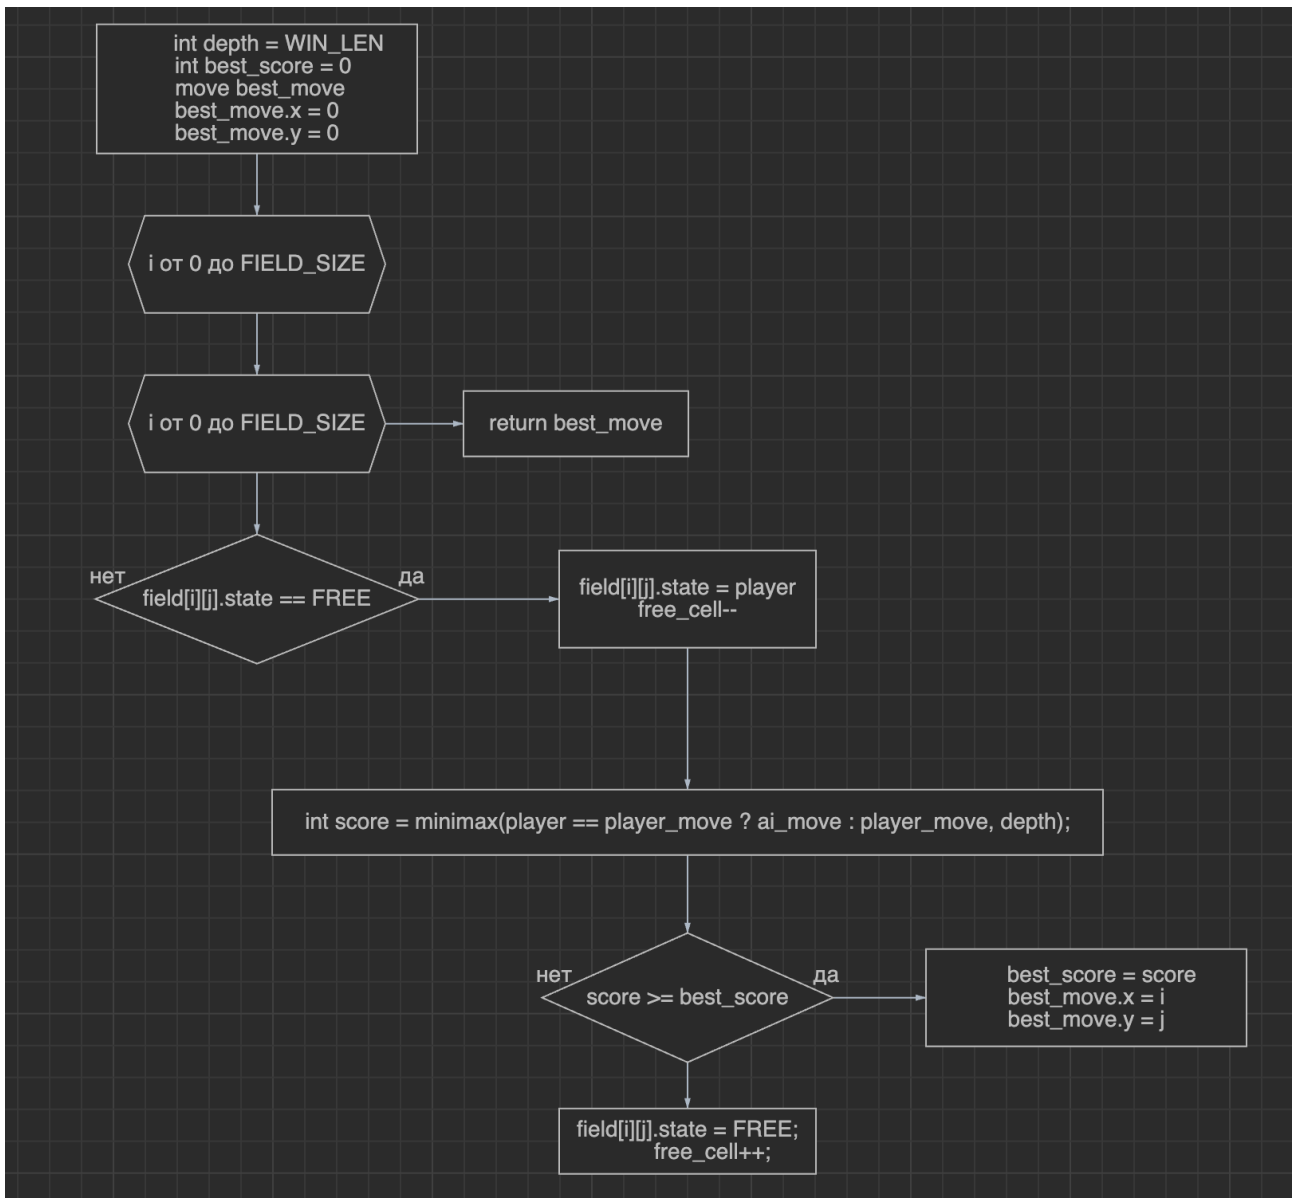 int depth = WIN_LEN
int best_score = 0
move best_move
best_move.x = 0
best_move.y = 0
i от 0 до FIELD_SIZE
i от 0 до FIELD_SIZE
return best_move
нет
да
field[i][j].state == FREE
field[i][j].state = player
free_cell--
int score = minimax(player == player_move ? ai_move : player_move, depth);
нет
да
score >= best_score
best_score = score
best_move.x = i
best_move.y = j
field[i][j].state = FREE;
free_cell++;